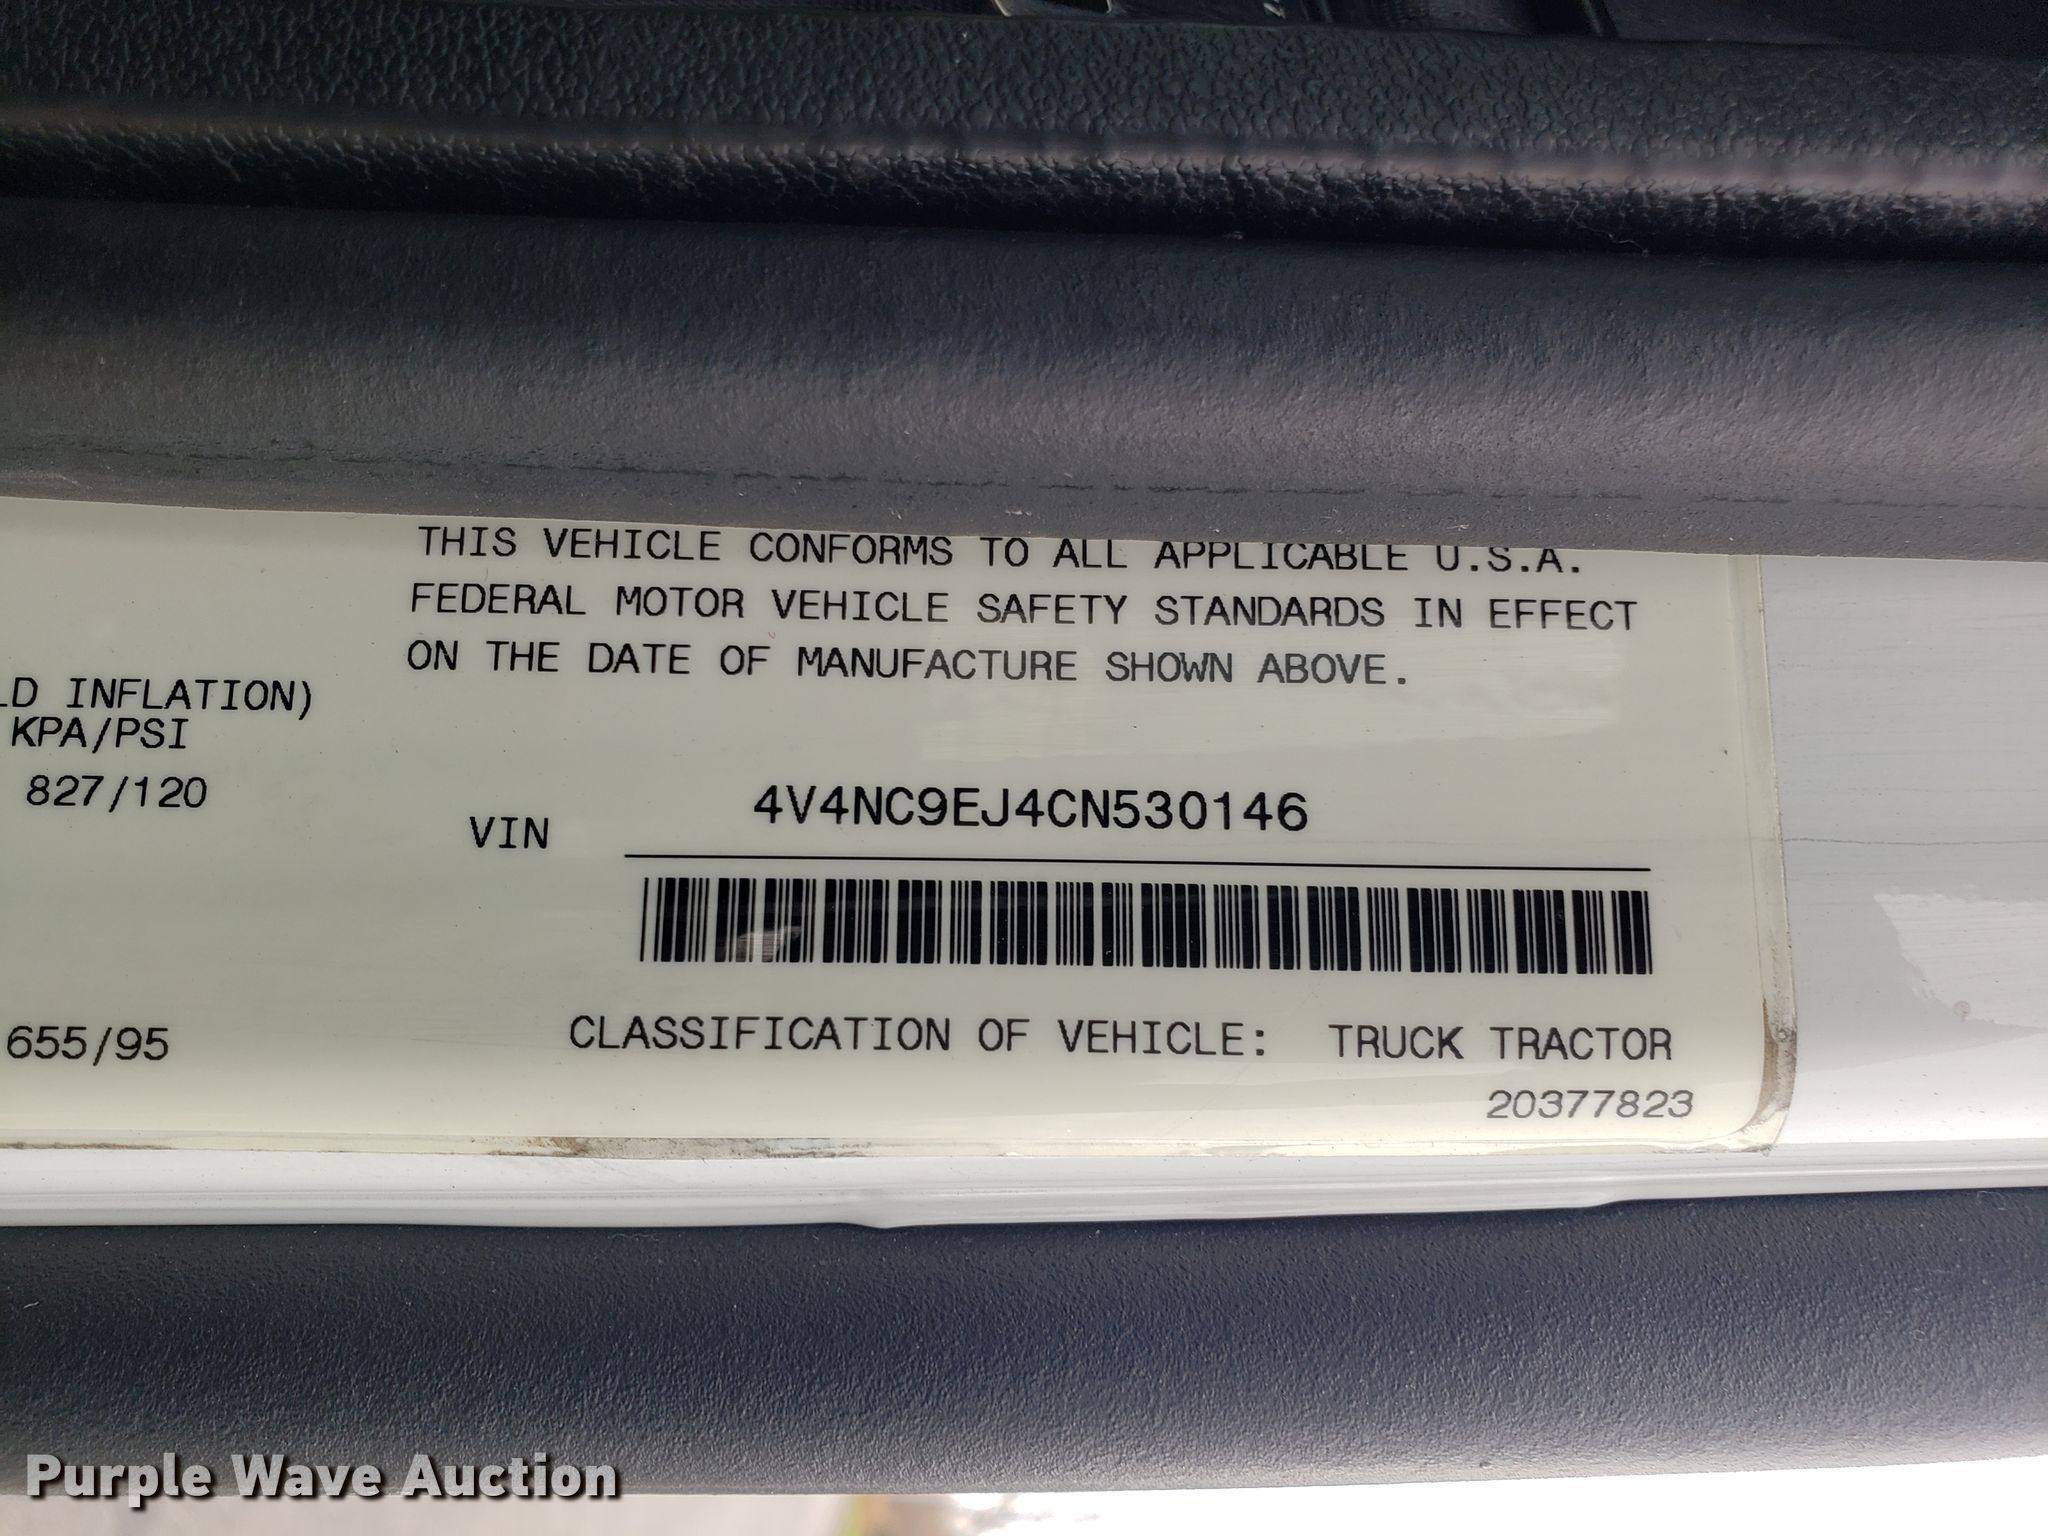 THIS VEHICLE CONFORMS TO ALL APPLICABLE U.S.A.
FEDERAL MOTOR VEHICLE SAFETY STANDARDS IN EFFECT
ON THE DATE OF MANUFACTURE SHOWN ABOVE.
LD INFLATION)
KPA/PSI
827/120
VIN 4V4NC9EJ4CN530146
655/95
CLASSIFICATION OF VEHICLE: TRUCK TRACTOR
20377823
Purple Wave Auction